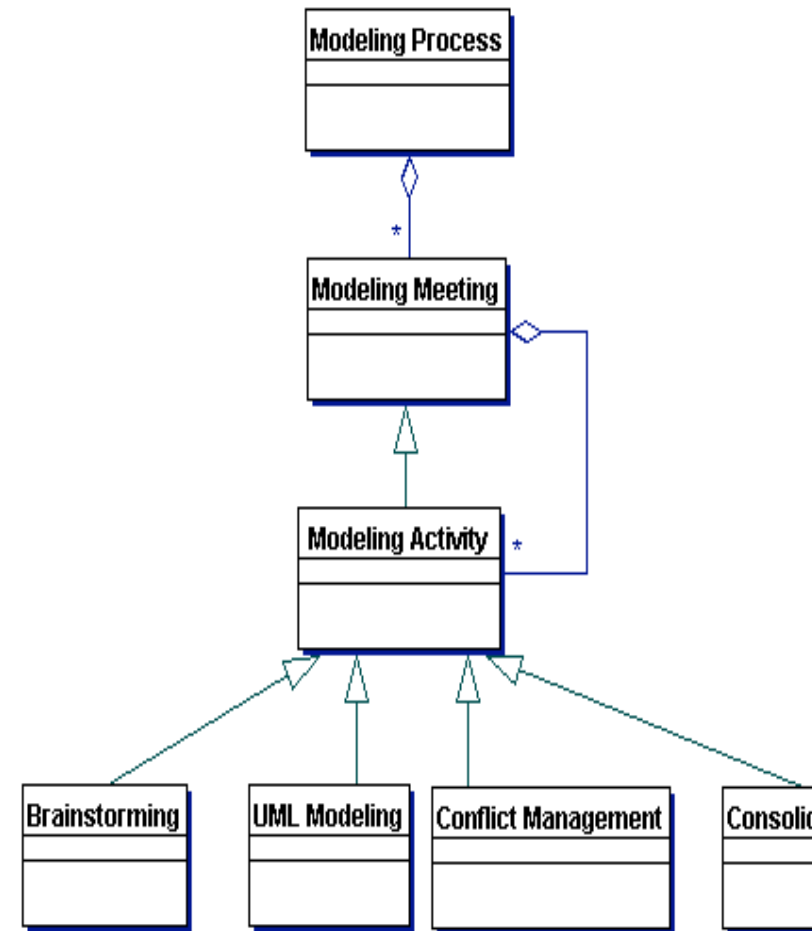 Modeling Process
*
Modeling Meeting
Modeling Activity
*
Brainstorming
UML Modeling
Conflict Management